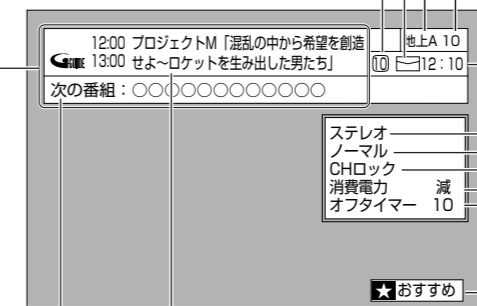 12:00 プロジェクトM「混乱の中から希望を創造
地上A 10
GGUIDE 13:00 せよ～ロケットを生み出した男たち」
10 12:10
次の番組：○○○○○○○○○○○○
ステレオ
ノーマル
CHロック
消費電力 減
オフタイマー 10
★おすすめ